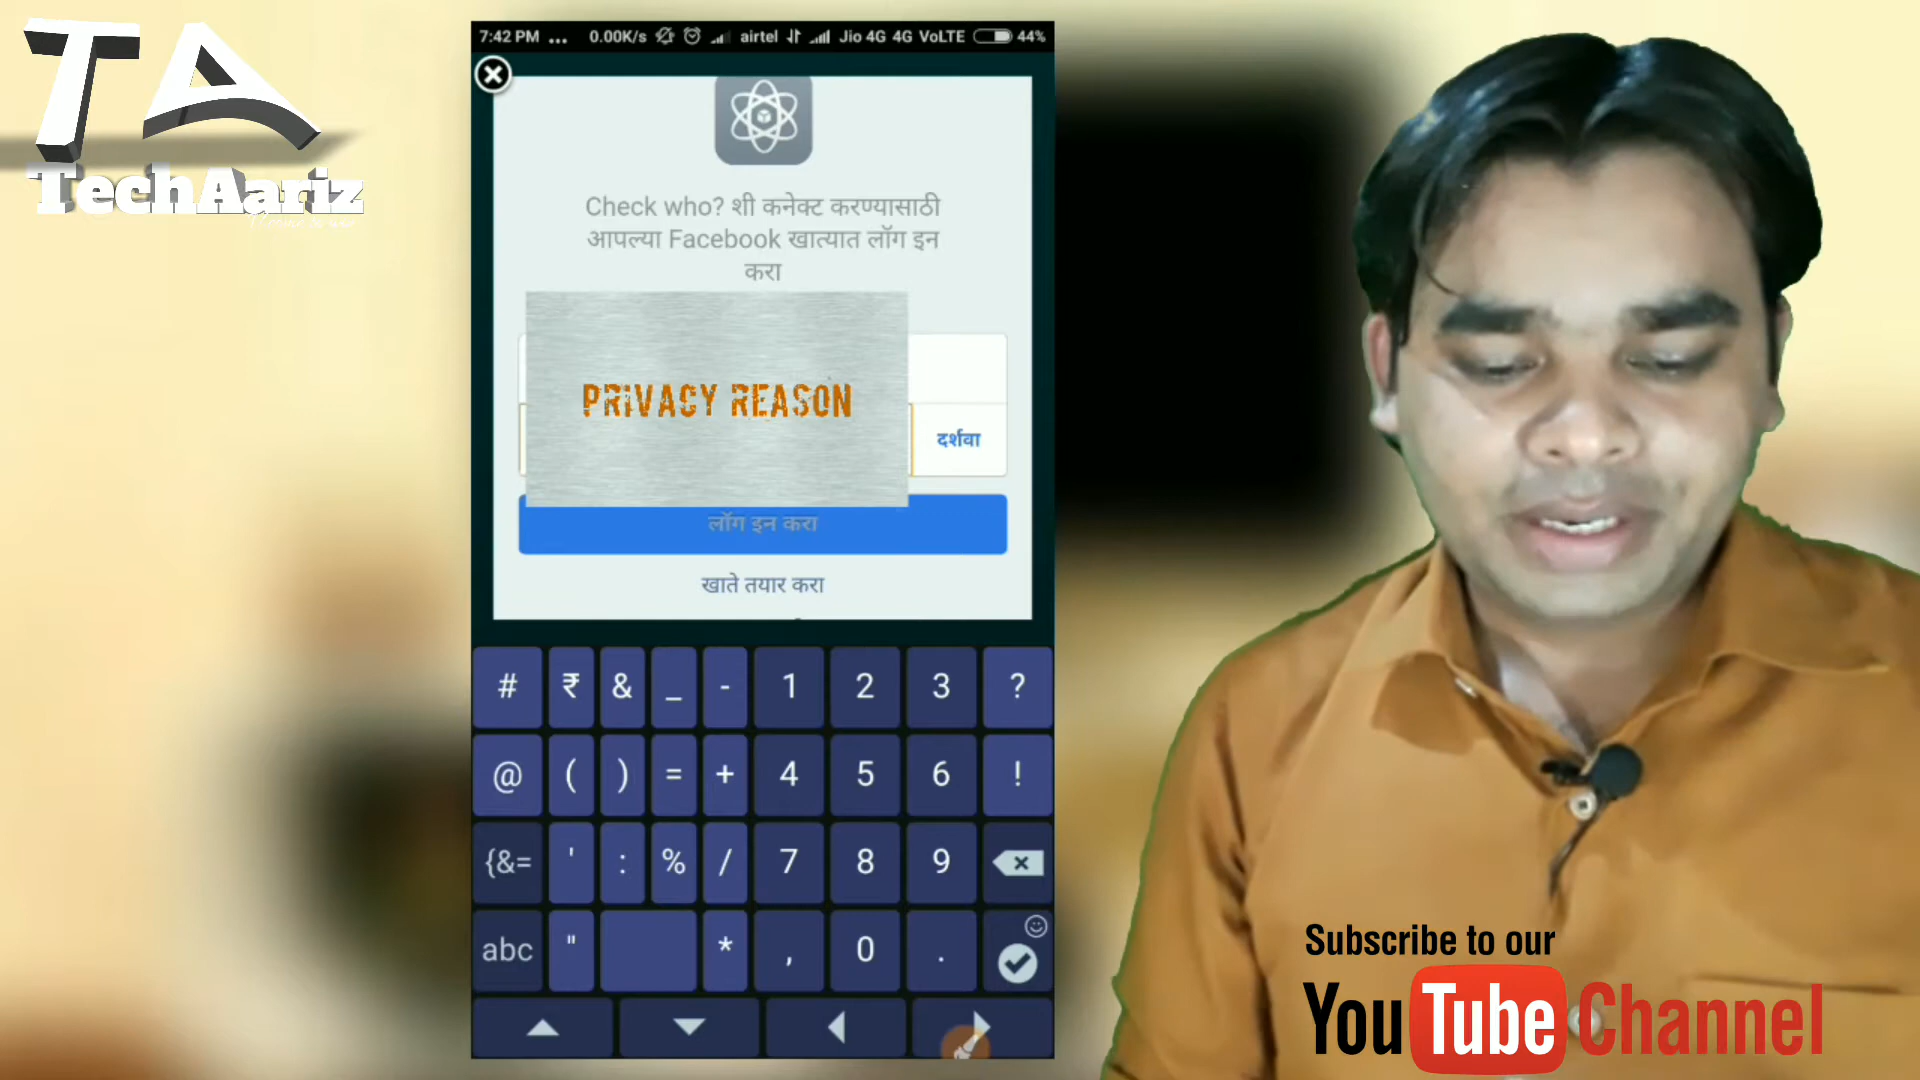 TA
TechAariz
7:42 PM ... 0.00K/s airtel Jio 4G 4G VoLTE 44%
Check who? शी कनेक्ट करण्यासाठी
आपल्या Facebook खात्यात लॉग इन
करा
PRIVACY REASON
दर्शवा
लॉग इन करा
खाते तयार करा
# ₹ & _ - 1 2 3 ?
@ ( ) = + 4 5 6 !
{&= ' : % / 7 8 9
abc " * , 0 .
Subscribe to our
YouTube Channel